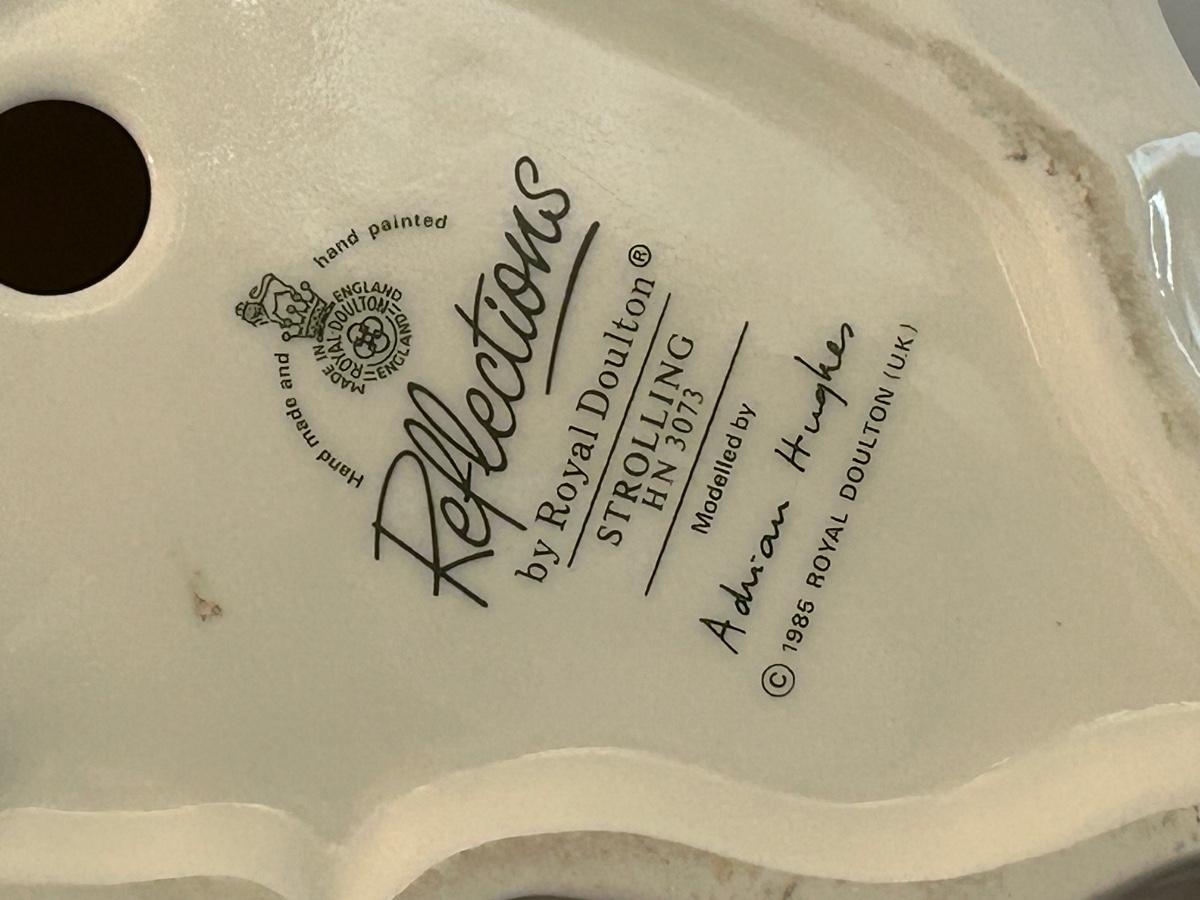 Hand made and hand painted
MADE IN ENGLAND
ROYAL DOULTON
ENGLAND
Reflections
by Royal Doulton ®
STROLLING
HN 3073
Modelled by
Adrian Hughes
© 1985 ROYAL DOULTON (U.K)